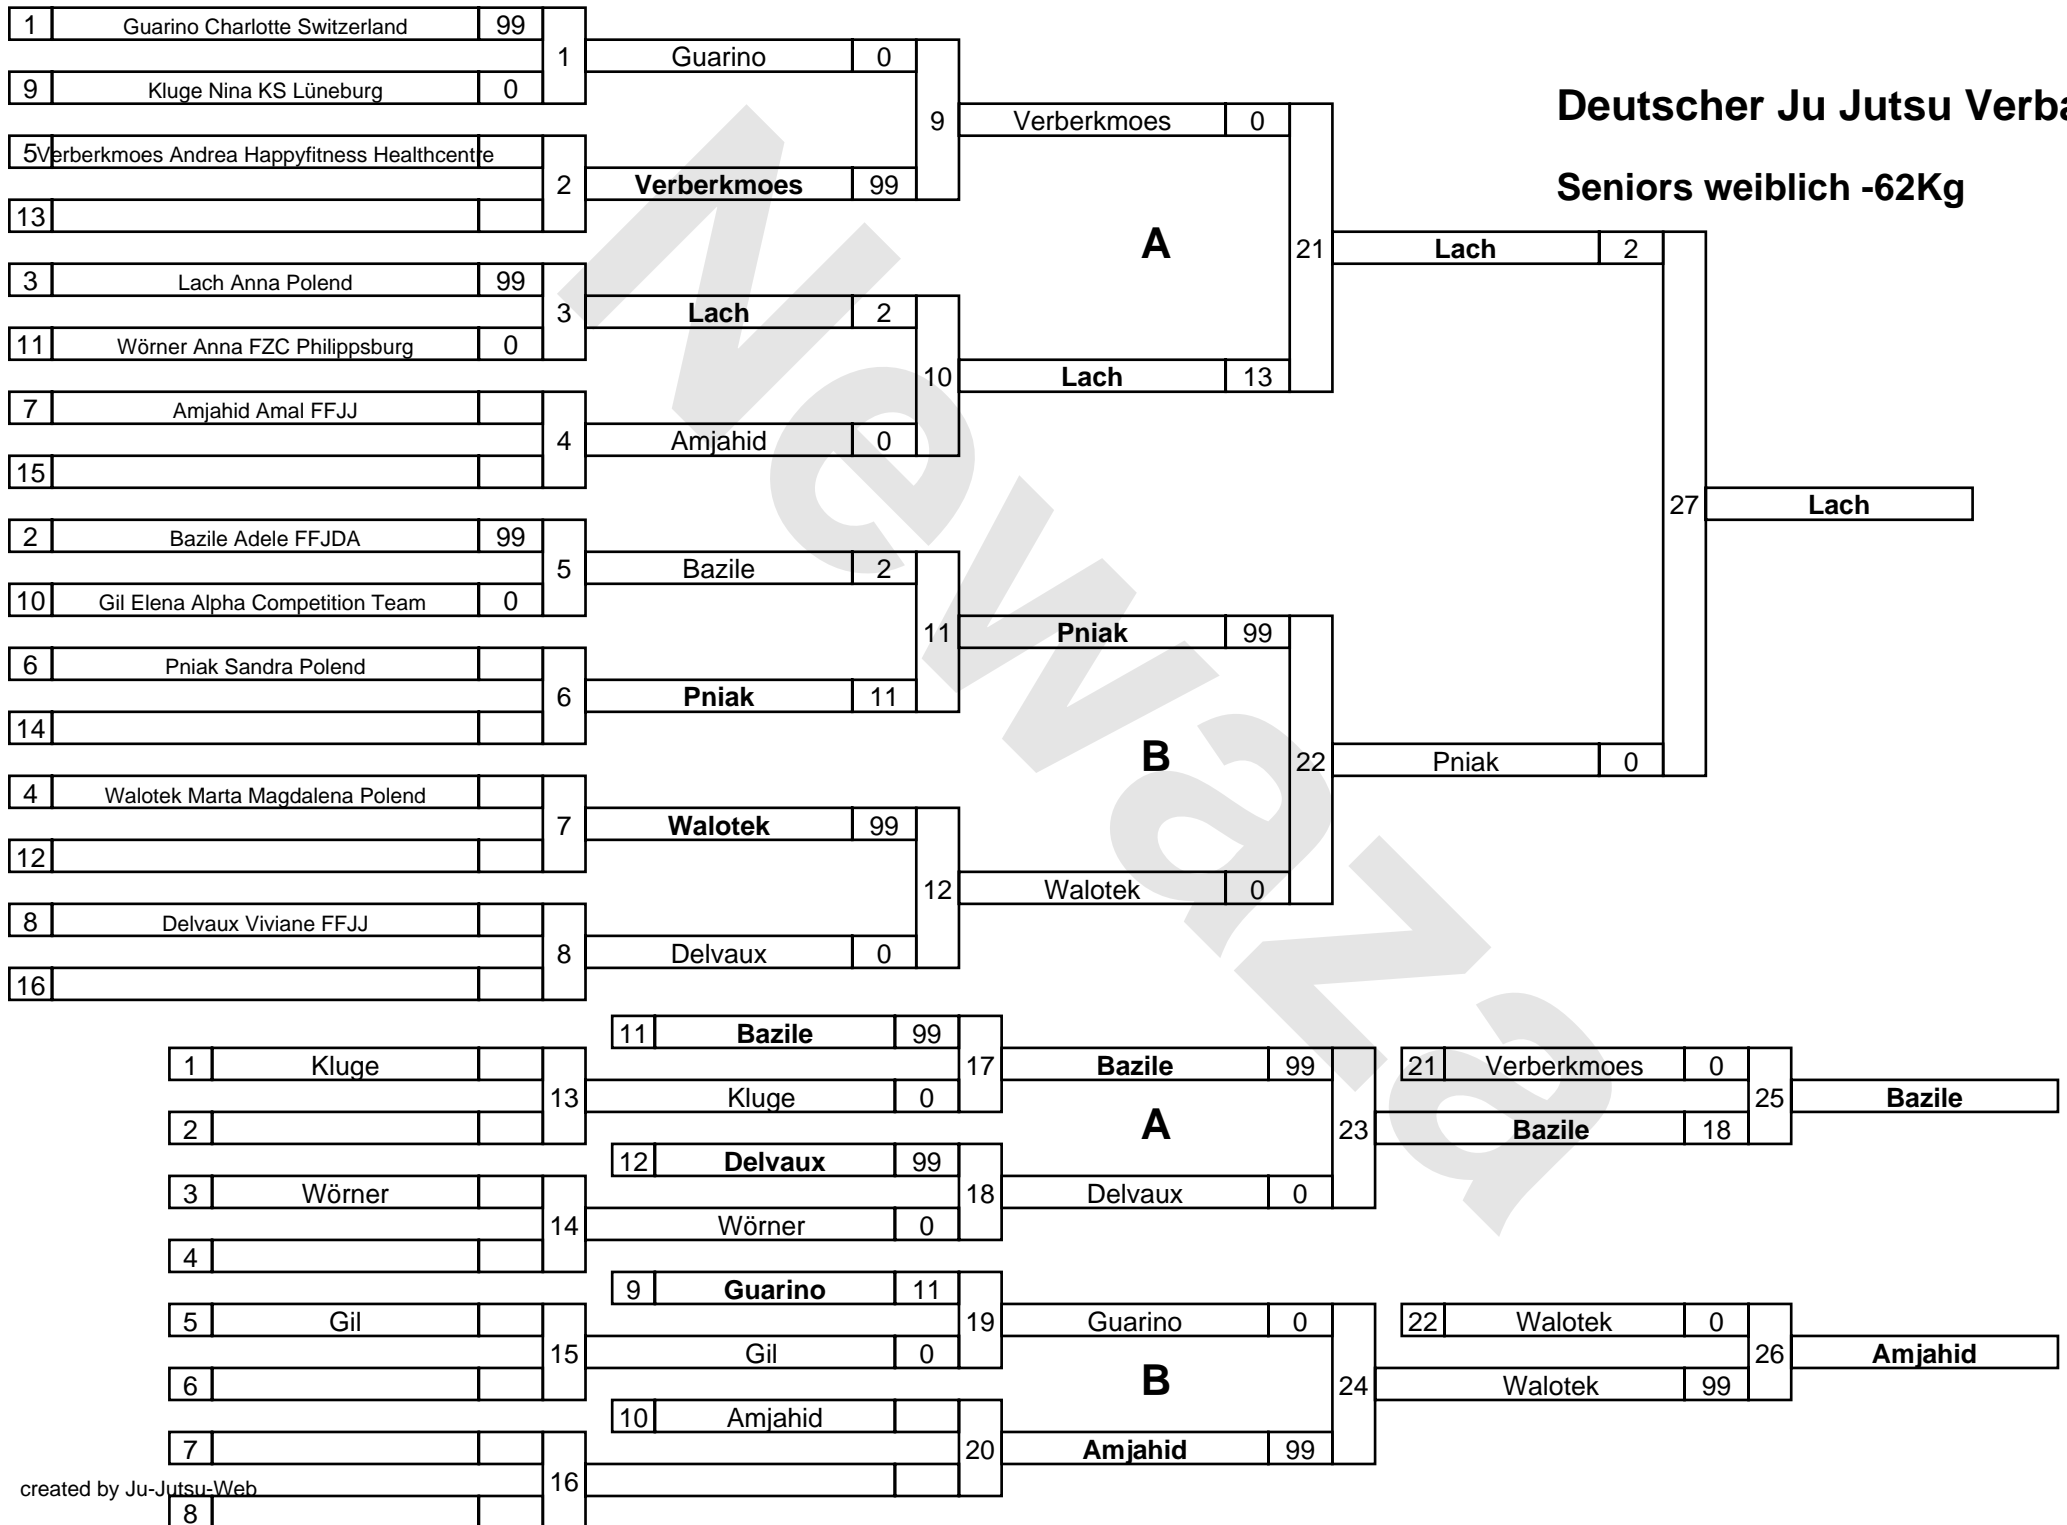 1 Guarino Charlotte Switzerland 99
1
Guarino 0
9 Kluge Nina KS Lüneburg 0
Deutscher Ju Jutsu Verba
9
Verberkmoes 0
5 Verberkmoes Andrea Happyfitness Healthcentre
2
Verberkmoes 99
Seniors weiblich -62Kg
13
A
21
Lach 2
3 Lach Anna Polend 99
3
Lach 2
11 Wörner Anna FZC Philippsburg 0
10
Lach 13
7 Amjahid Amal FFJJ
4
Amjahid 0
15
27
Lach
2 Bazile Adele FFJDA 99
5
Bazile 2
10 Gil Elena Alpha Competition Team 0
11
Pniak 99
6 Pniak Sandra Polend
6
Pniak 11
14
B
22
Pniak 0
4 Walotek Marta Magdalena Polend
7
Walotek 99
12
12
Walotek 0
8 Delvaux Viviane FFJJ
8
Delvaux 0
16
11 Bazile 99
1 Kluge
17
Bazile 99
21 Verberkmoes 0
13
Kluge 0
25
Bazile
2
A
23
Bazile 18
12 Delvaux 99
3 Wörner
18
Delvaux 0
14
Wörner 0
4
9 Guarino 11
5 Gil
19
Guarino 0
22 Walotek 0
15
Gil 0
26
Amjahid
6
B
24
Walotek 99
10 Amjahid
7
20
Amjahid 99
16
created by Ju-Jutsu-Web
8
Newaza